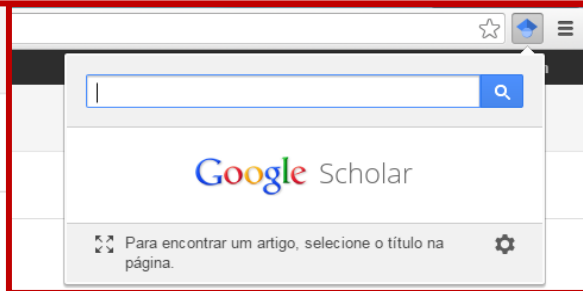 Google Scholar
Para encontrar um artigo, selecione o título na
página.